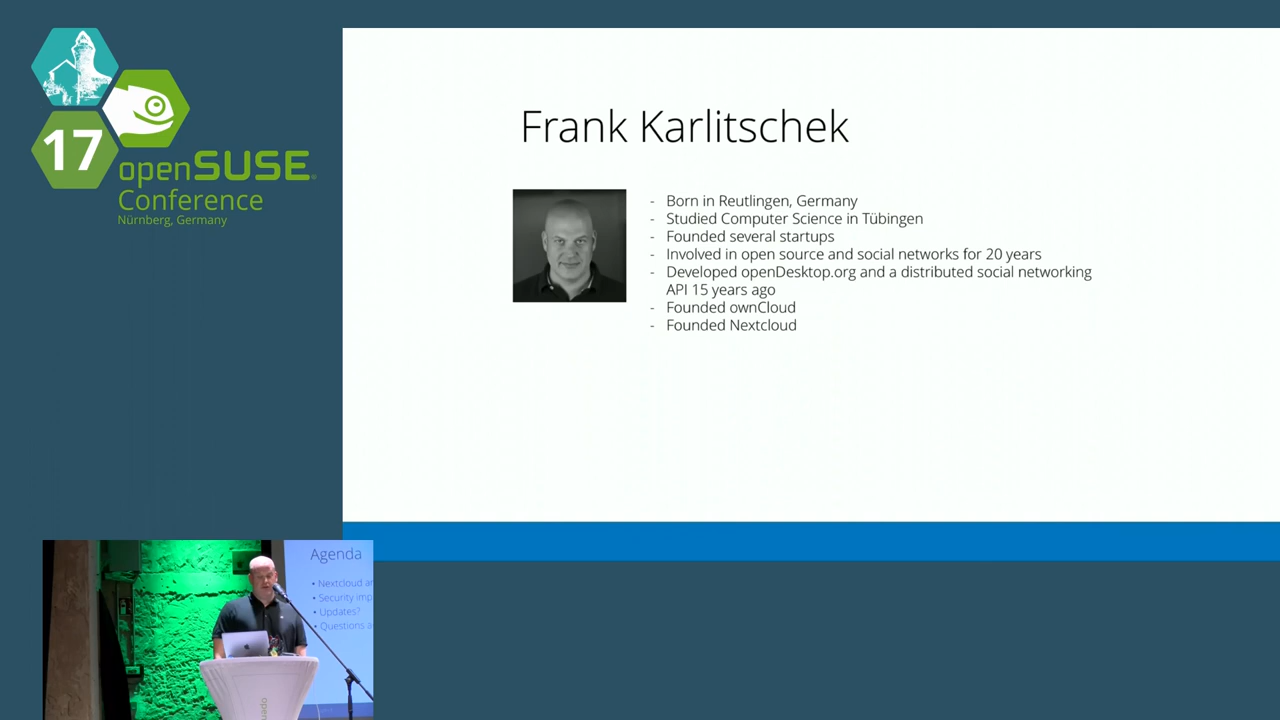 17
openSUSE
Conference
Nürnberg, Germany
Frank Karlitschek
- Born in Reutlingen, Germany
- Studied Computer Science in Tübingen
- Founded several startups
- Involved in open source and social networks for 20 years
- Developed openDesktop.org and a distributed social networking
API 15 years ago
- Founded ownCloud
- Founded Nextcloud
Agenda
• Nextcloud
• Security
• Updates?
• Questions